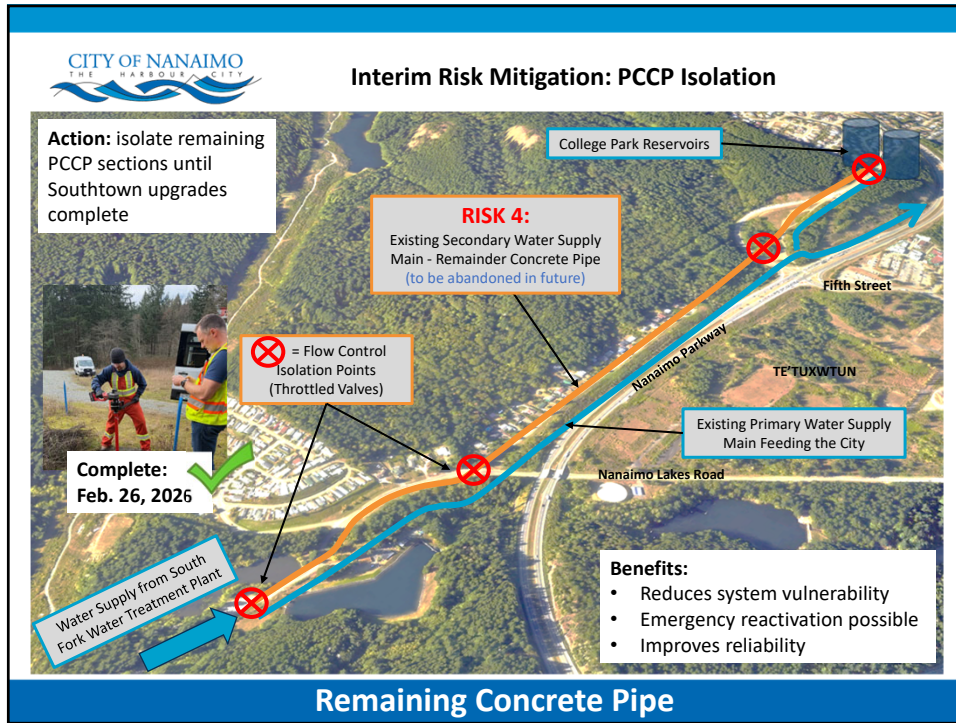 CITY OF NANAIMO
THE HARBOUR CITY
Interim Risk Mitigation: PCCP Isolation
Action: isolate remaining
PCCP sections until
Southtown upgrades
complete
College Park Reservoirs
RISK 4:
Existing Secondary Water Supply
Main - Remainder Concrete Pipe
(to be abandoned in future)
Fifth Street
= Flow Control
Isolation Points
(Throttled Valves)
Nanaimo Parkway
TE'TUXWTUN
Existing Primary Water Supply
Main Feeding the City
Complete:
Feb. 26, 2026
Nanaimo Lakes Road
Water Supply from South
Fork Water Treatment Plant
Benefits:
• Reduces system vulnerability
• Emergency reactivation possible
• Improves reliability
Remaining Concrete Pipe